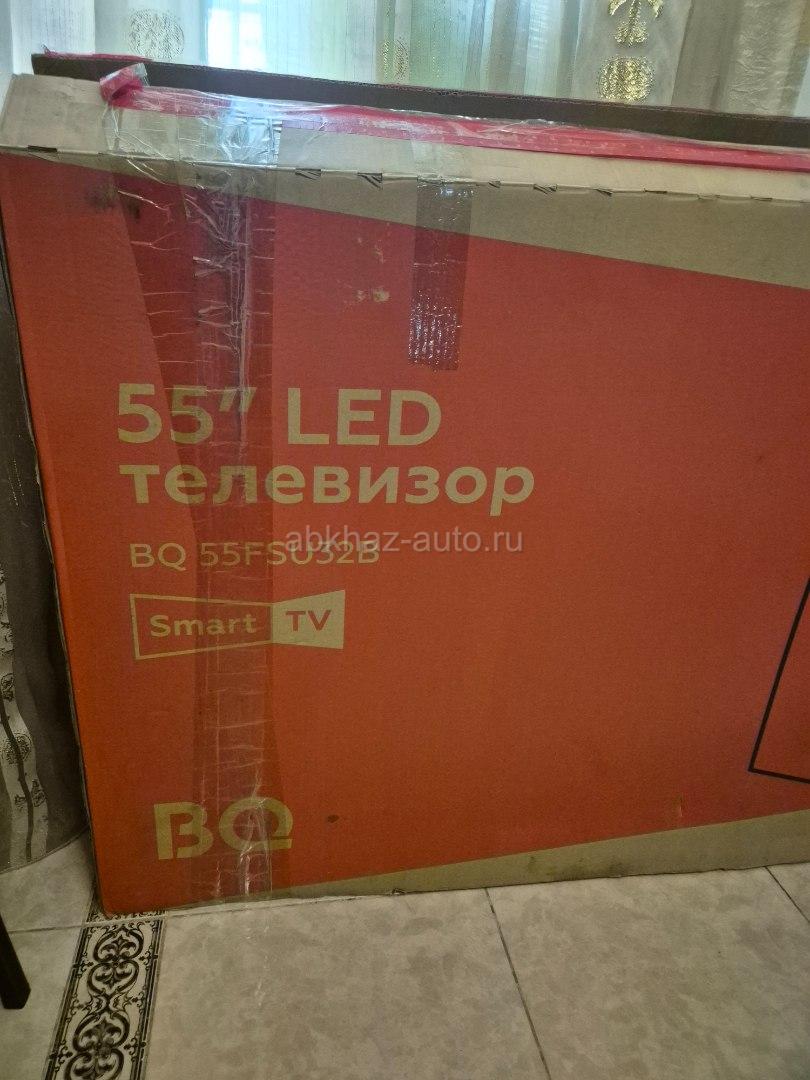 55” LED
телевизор
BQ 55FSU32B
abkhaz-auto.ru
Smart TV
BQ